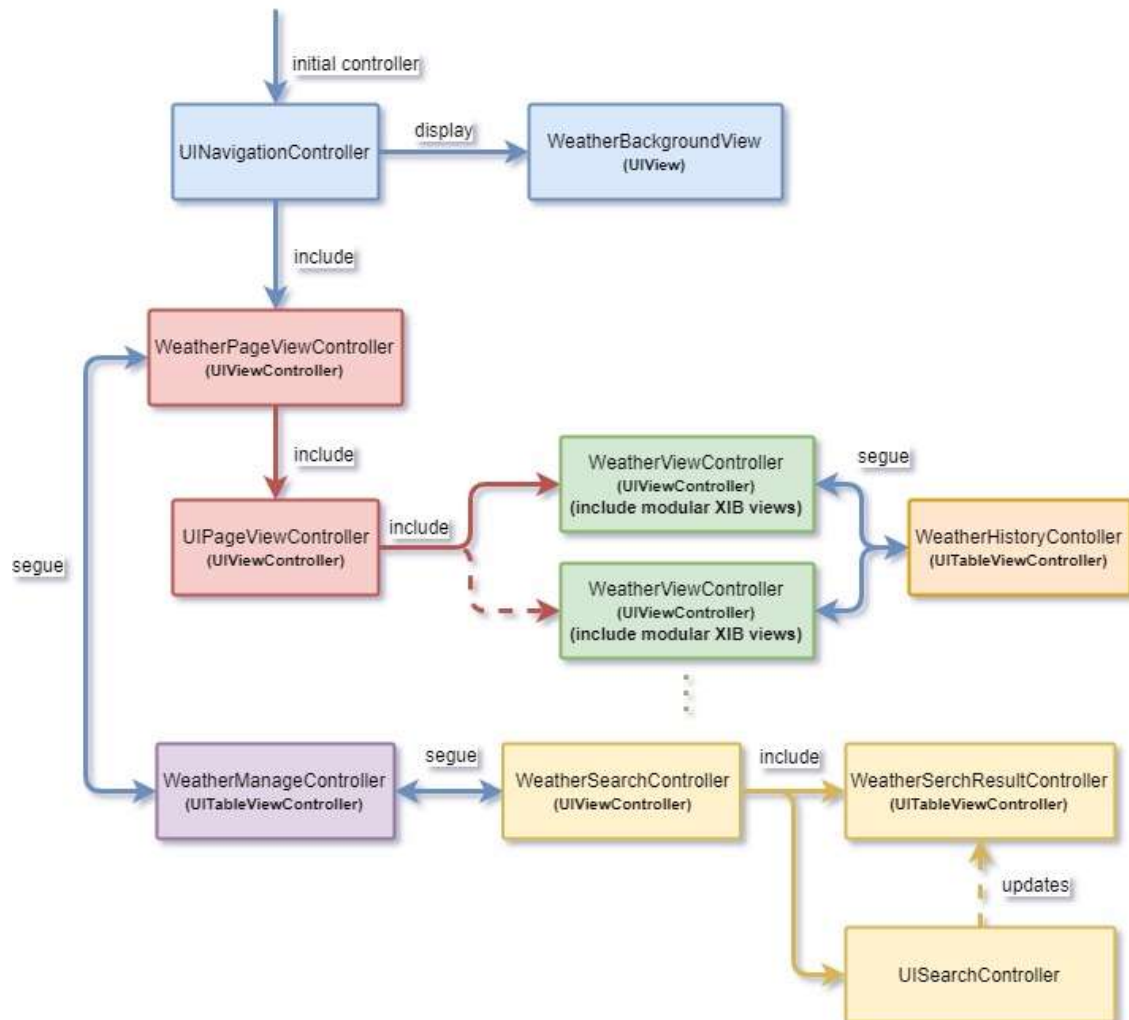 initial controller
UINavigationController
display
WeatherBackgroundView
(UIView)
include
WeatherPageViewController
(UIViewController)
include
segue
UIPageViewController
(UIViewController)
include
WeatherViewController
(UIViewController)
(include modular XIB views)
segue
WeatherViewController
(UIViewController)
(include modular XIB views)
WeatherHistoryContoller
(UITableViewController)
WeatherManageController
(UITableViewController)
segue
WeatherSearchController
(UIViewController)
include
WeatherSerchResultController
(UITableViewController)
updates
UISearchController